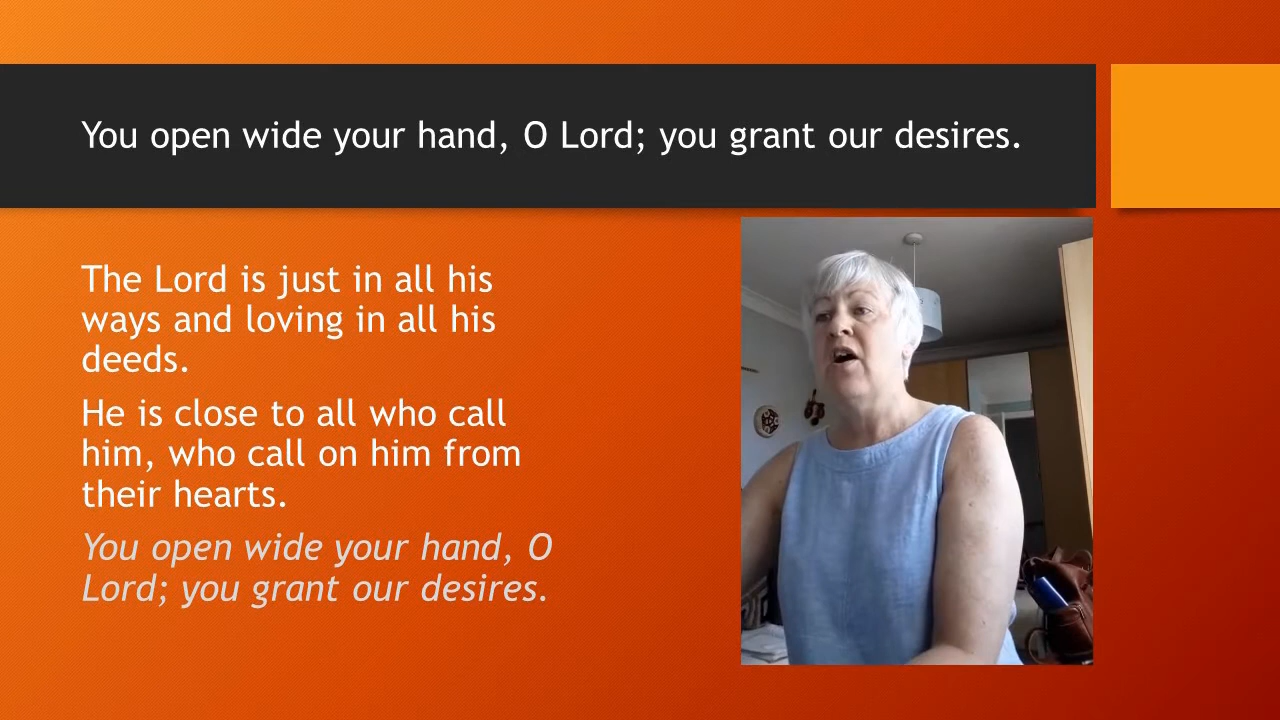 You open wide your hand, O Lord; you grant our desires.
The Lord is just in all his
ways and loving in all his
deeds.
He is close to all who call
him, who call on him from
their hearts.
You open wide your hand, O
Lord; you grant our desires.